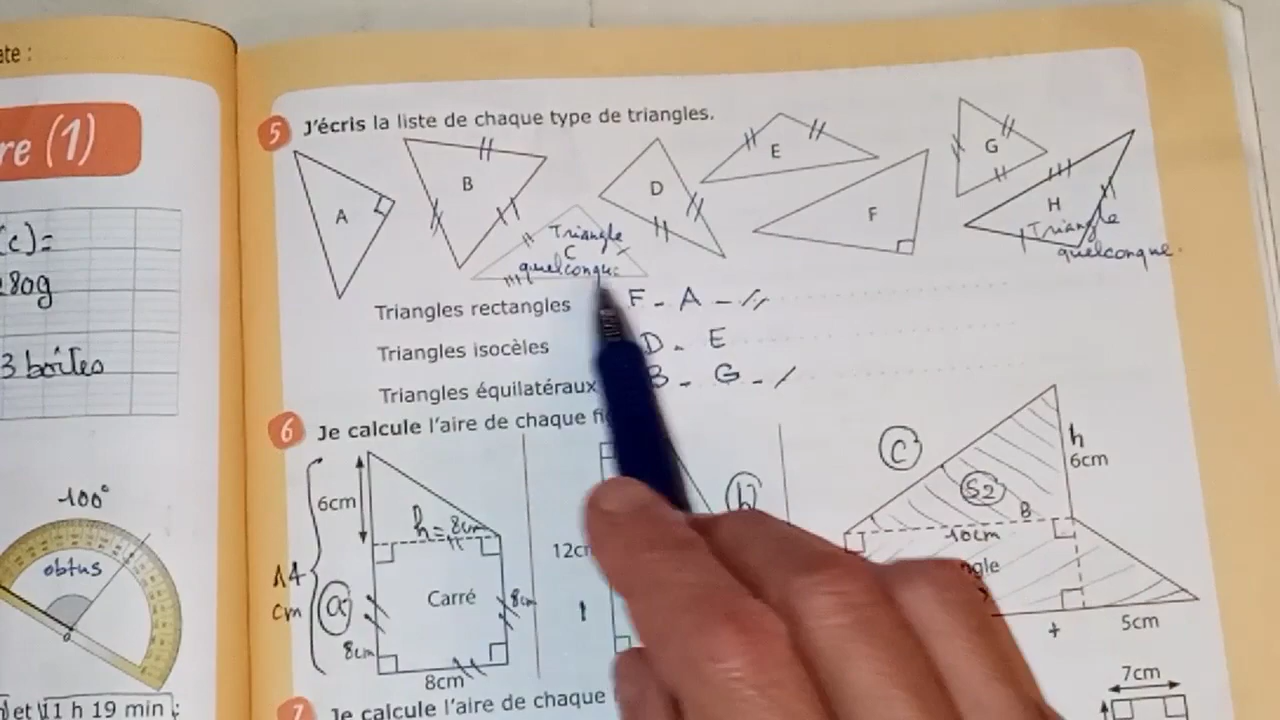 ate :
re (1)
(c)=
280g
3 boîtes
100°
obtus
et 11 h 19 min ;
5 J'écris la liste de chaque type de triangles.
A
B
Triangle
C
quelconque
D
E
F
G
H
Triangle
quelconque.
Triangles rectangles F - A - //
Triangles isocèles D - E
Triangles équilatéraux B - G - /
6 Je calcule l'aire de chaque
6cm
h = 8cm
14
cm
a
Carré
8cm
8cm
8cm
12c
b
c
h
6cm
S2
B
10cm
ngle
+
5cm
7 Je calcule l'aire de chaque
7cm